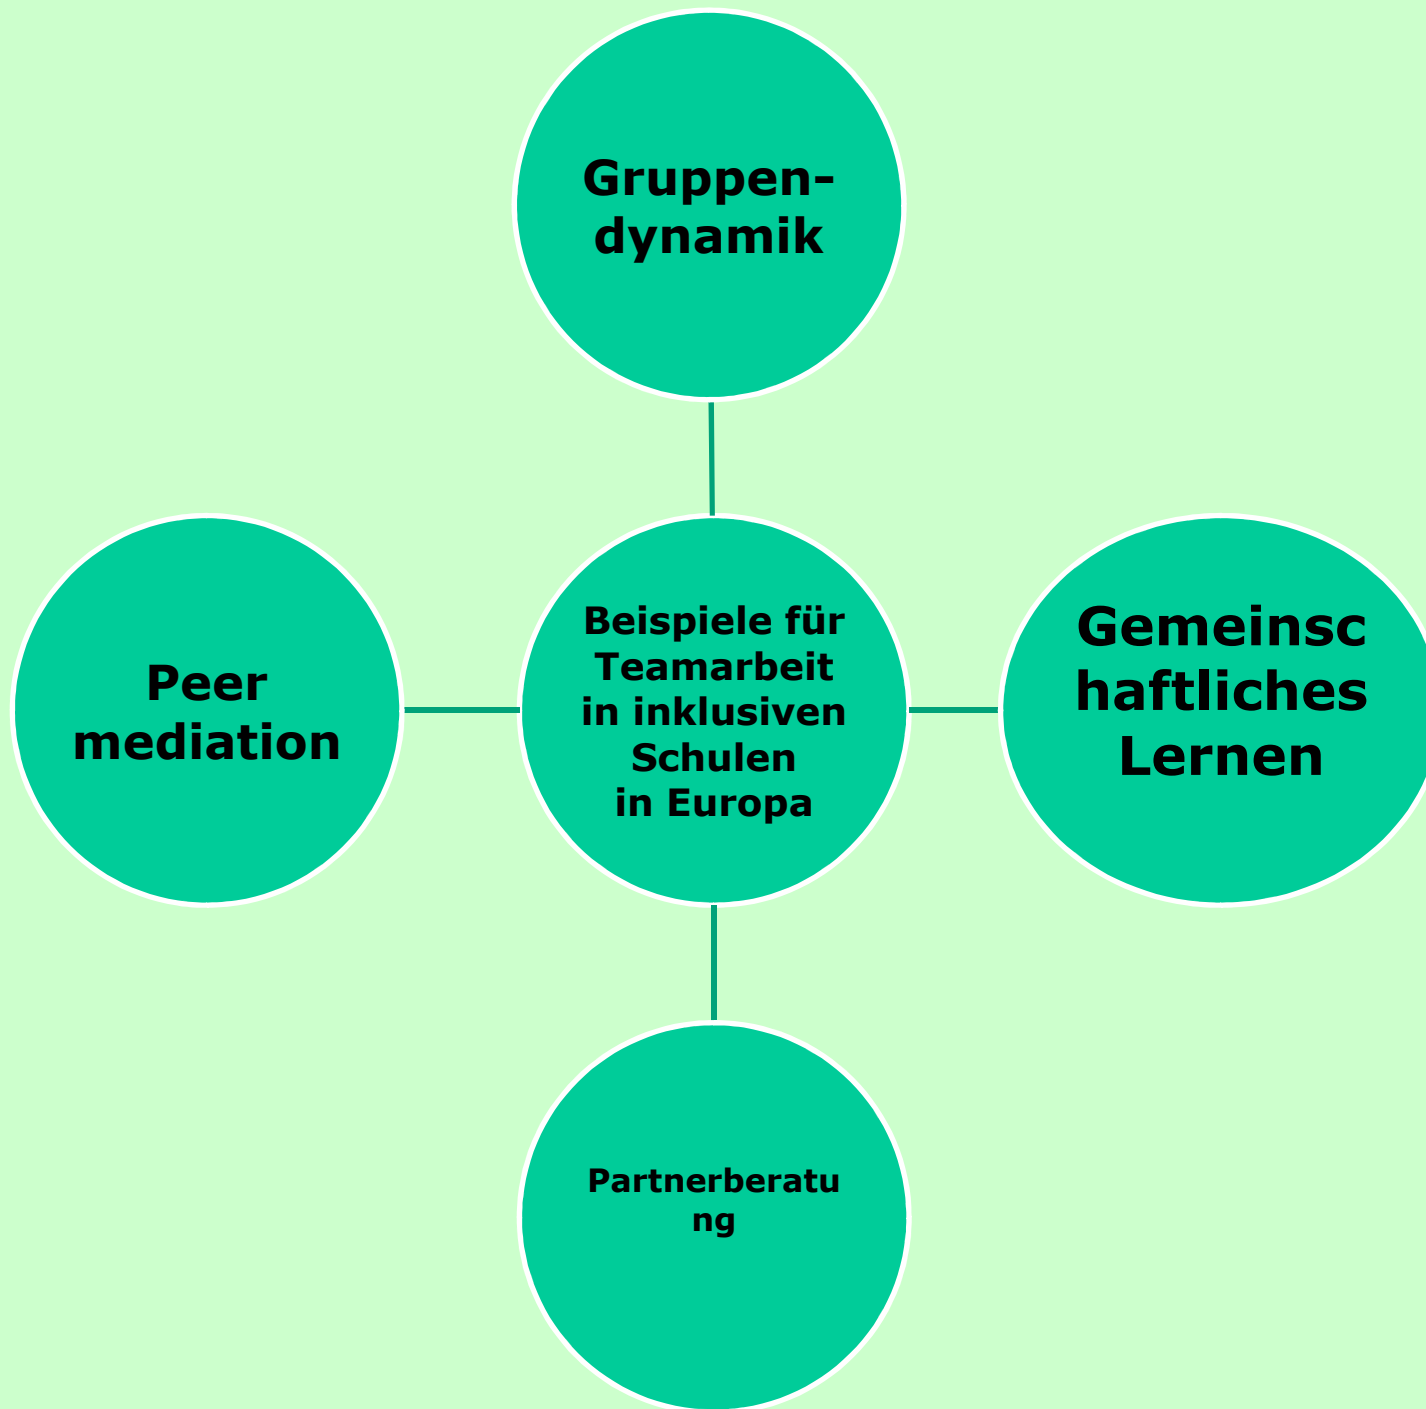 Gruppen-
dynamik
Peer
mediation
Beispiele für
Teamarbeit
in inklusiven
Schulen
in Europa
Gemeinsc
haftliches
Lernen
Partnerberatu
ng